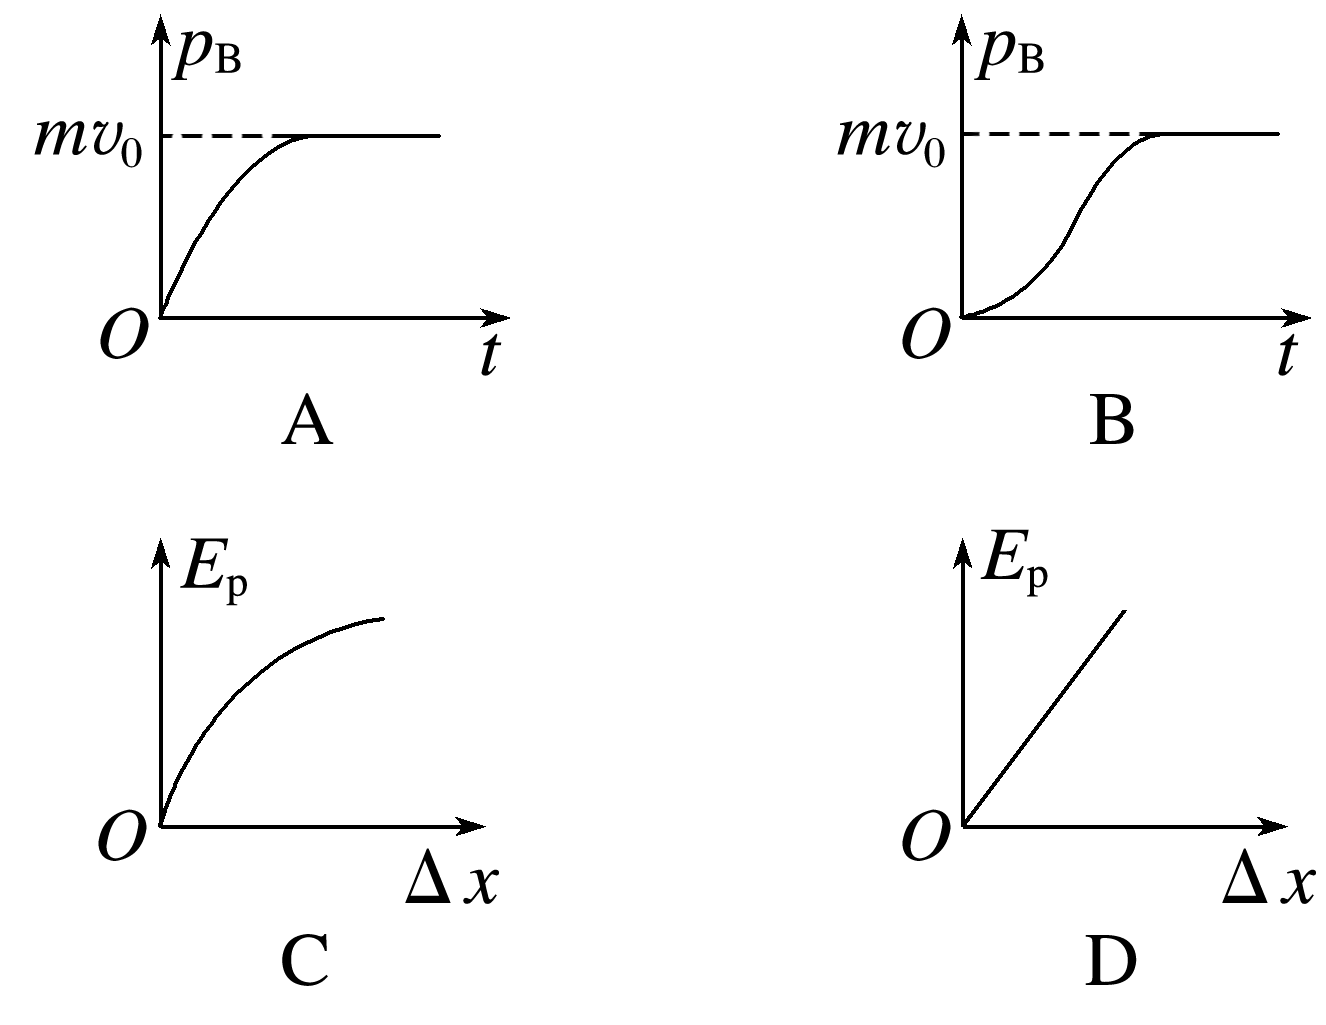 p_B p_B
mv_0 mv_0
O t O t
A B
E_p E_p
O Δx O Δx
C D